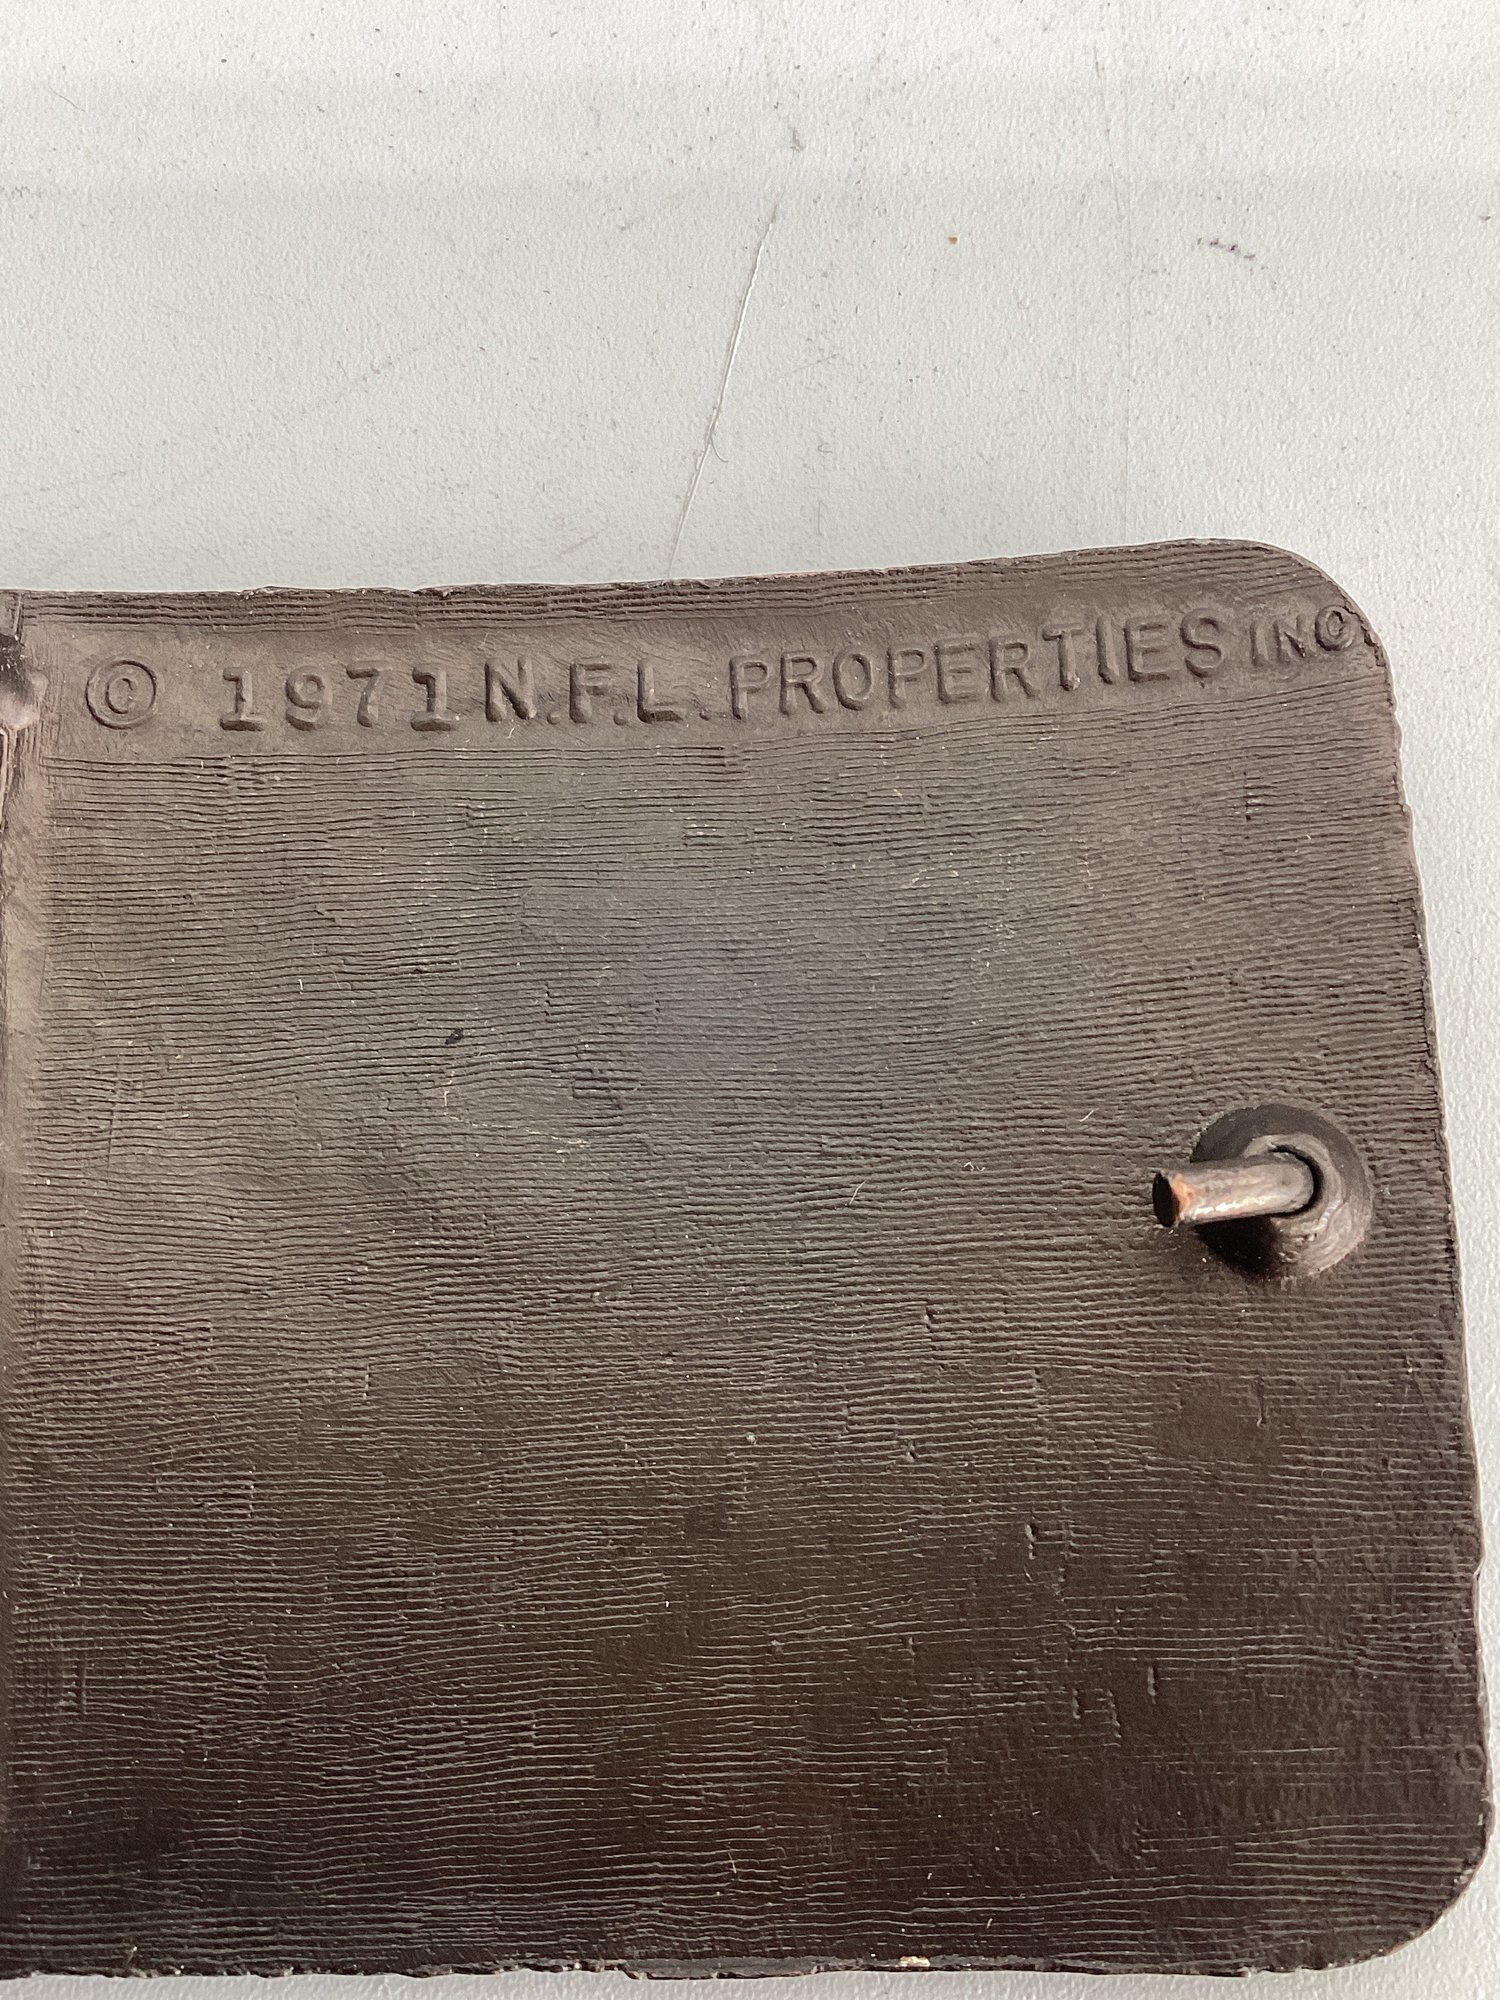 © 1971 N.F.L. PROPERTIES INC